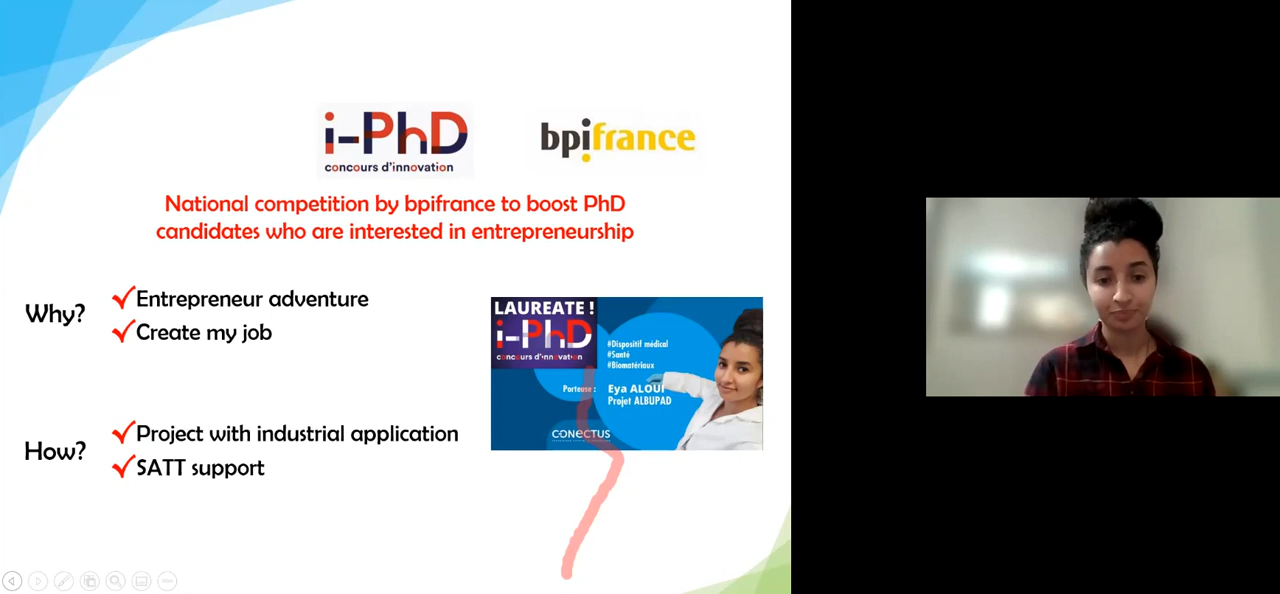 i-PhD
concours d'innovation
bpifrance
National competition by bpifrance to boost PhD
candidates who are interested in entrepreneurship
Why?
Entrepreneur adventure
Create my job
LAUREATE !
i-PhD
concours d'innovation
#Dispositif médical
#Santé
#Biomatériaux
Porteuse : Eya ALOUI
Projet ALBUPAD
CONECTUS
How?
Project with industrial application
SATT support